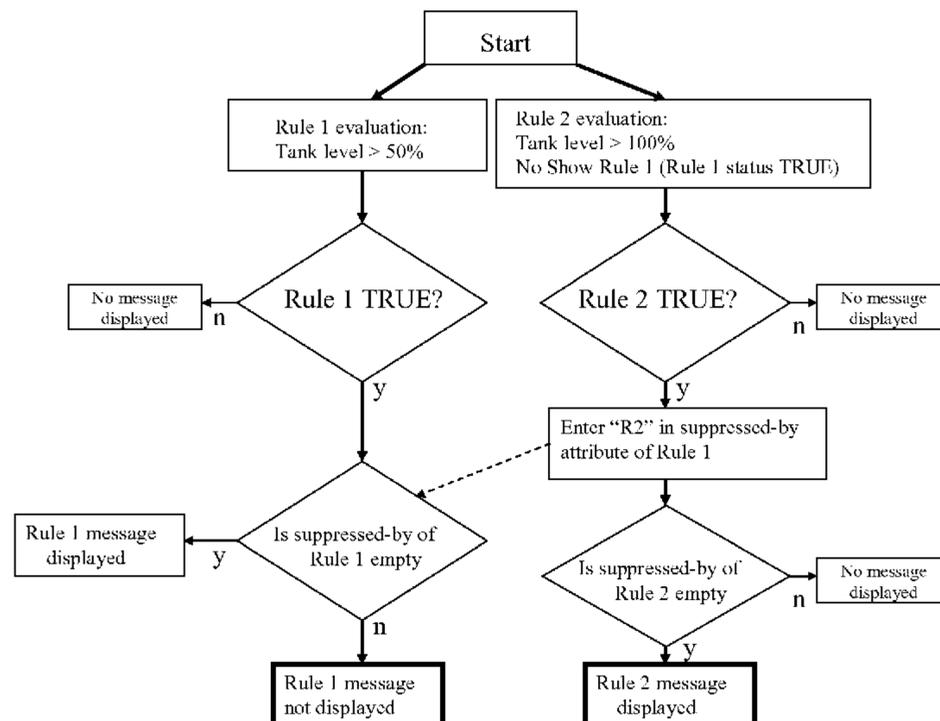 Start
Rule 1 evaluation:
Tank level > 50%
Rule 2 evaluation:
Tank level > 100%
No Show Rule 1 (Rule 1 status TRUE)
No message
displayed
n
Rule 1 TRUE?
y
Rule 2 TRUE?
n
No message
displayed
y
Enter “R2” in suppressed-by
attribute of Rule 1
Rule 1 message
displayed
y
Is suppressed-by of
Rule 1 empty
n
Is suppressed-by of
Rule 2 empty
n
No message
displayed
y
Rule 1 message
not displayed
Rule 2 message
displayed